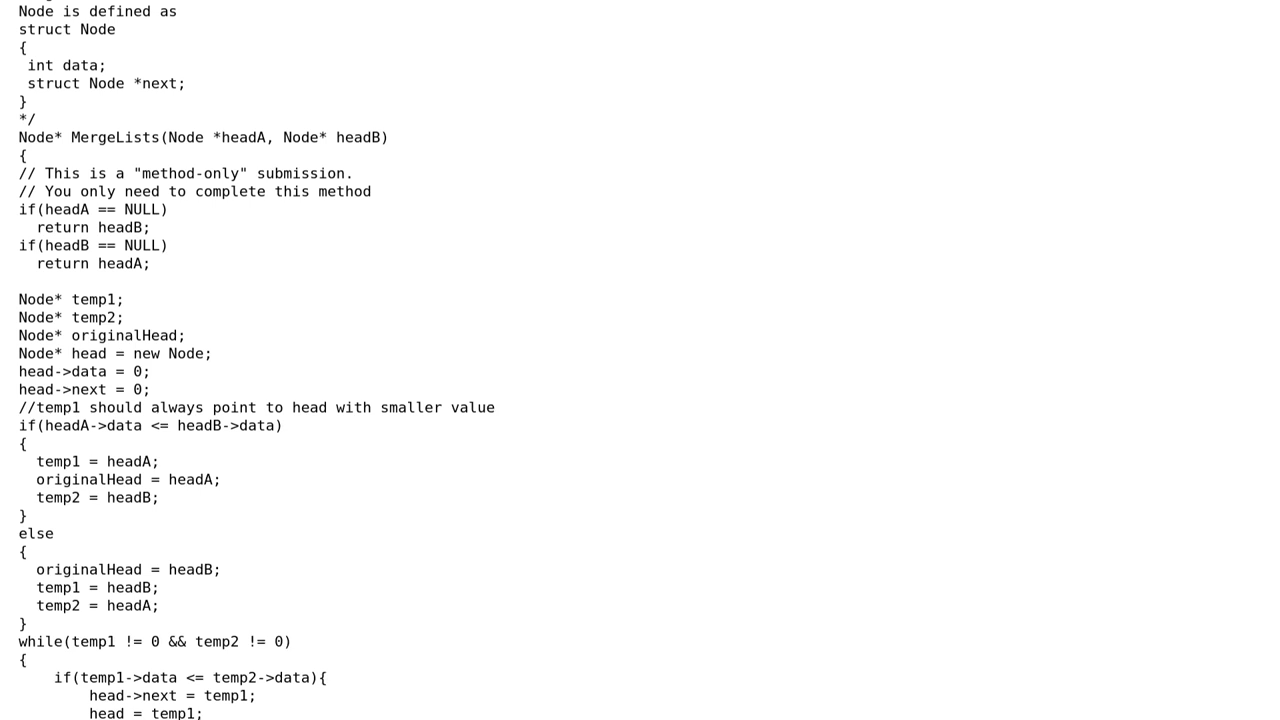 Node is defined as
struct Node
{
 int data;
 struct Node *next;
}
*/
Node* MergeLists(Node *headA, Node* headB)
{
// This is a "method-only" submission.
// You only need to complete this method
if(headA == NULL)
  return headB;
if(headB == NULL)
  return headA;

Node* temp1;
Node* temp2;
Node* originalHead;
Node* head = new Node;
head->data = 0;
head->next = 0;
//temp1 should always point to head with smaller value
if(headA->data <= headB->data)
{
  temp1 = headA;
  originalHead = headA;
  temp2 = headB;
}
else
{
  originalHead = headB;
  temp1 = headB;
  temp2 = headA;
}
while(temp1 != 0 && temp2 != 0)
{
    if(temp1->data <= temp2->data){
        head->next = temp1;
        head = temp1;